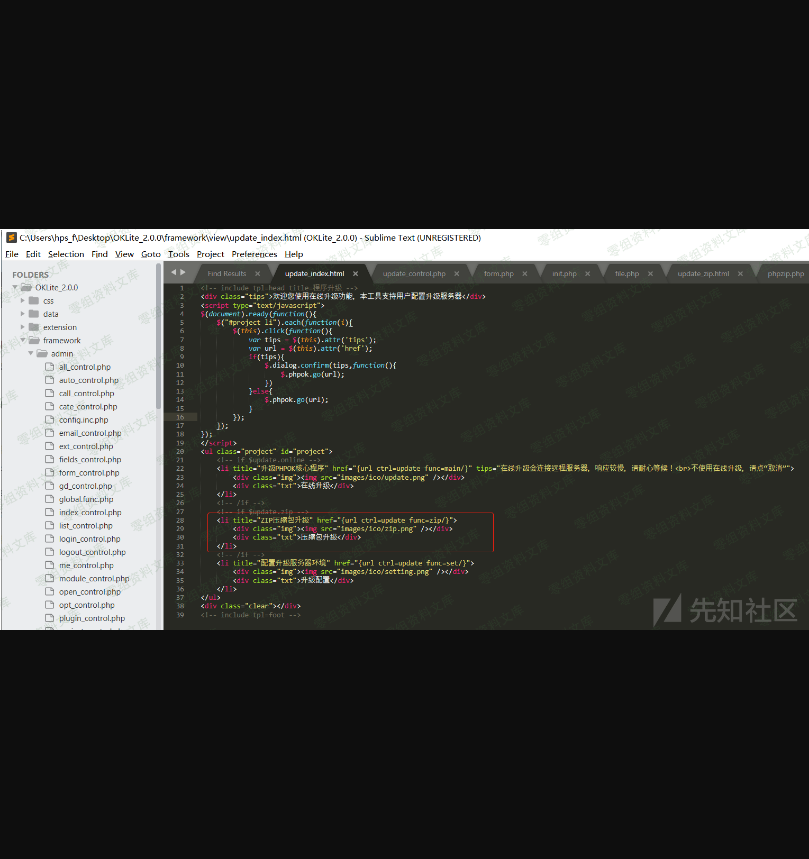 C:\Users\hps_f\Desktop\OKLite_2.0.0\framework\view\update_index.html (OKLite_2.0.0) - Sublime Text (UNREGISTERED)
File Edit Selection Find View Goto Tools Project Preferences Help
FOLDERS
OKLite_2.0.0
css
data
extension
framework
admin
all_control.php
auto_control.php
call_control.php
cate_control.php
config.inc.php
email_control.php
ext_control.php
fields_control.php
form_control.php
gd_control.php
global.func.php
index_control.php
list_control.php
login_control.php
logout_control.php
me_control.php
module_control.php
open_control.php
opt_control.php
plugin_control.php
Find Results update_index.html update_control.php form.php init.php file.php update_zip.html phpzip.php
1 <!-- include tpl=head title=程序升级 -->
2 <div class="tips">欢迎您使用在线升级功能，本工具支持用户配置升级服务器</div>
3 <script type="text/javascript">
4 $(document).ready(function(){
5 $("#project li").each(function(i){
6 $(this).click(function(){
7 var tips = $(this).attr('tips');
8 var url = $(this).attr('href');
9 if(tips){
10 $.dialog.confirm(tips,function(){
11 $.phpok.go(url);
12 })
13 }else{
14 $.phpok.go(url);
15 }
16 });
17 });
18 });
19 </script>
20 <ul class="project" id="project">
21 <!-- if $update.online -->
22 <li title="升级PHPOK核心程序" href="{url ctrl=update func=main/}" tips="在线升级会连接远程服务器，响应较慢，请耐心等候！<br>不使用在线升级，请点“取消”">
23 <div class="img"><img src="images/ico/update.png" /></div>
24 <div class="txt">在线升级</div>
25 </li>
26 <!-- /if -->
27 <!-- if $update.zip -->
28 <li title="ZIP压缩包升级" href="{url ctrl=update func=zip/}">
29 <div class="img"><img src="images/ico/zip.png" /></div>
30 <div class="txt">压缩包升级</div>
31 </li>
32 <!-- /if -->
33 <li title="配置升级服务器环境" href="{url ctrl=update func=set/}">
34 <div class="img"><img src="images/ico/setting.png" /></div>
35 <div class="txt">升级配置</div>
36 </li>
37 </ul>
38 <div class="clear"></div>
39 <!-- include tpl=foot -->
先知社区
零组资料文库